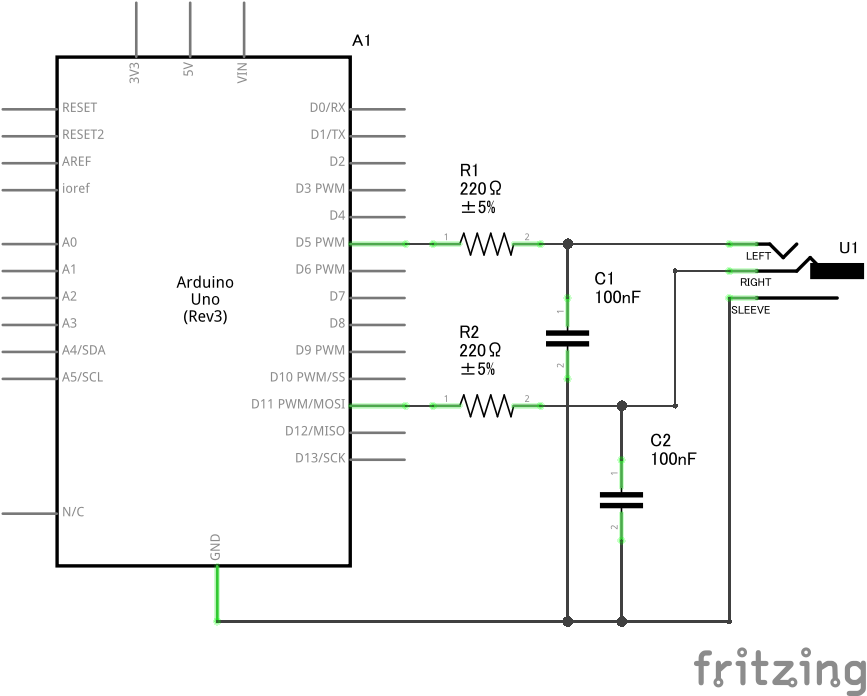 A1
3V3
5V
VIN
RESET
RESET2
AREF
ioref
A0
A1
A2
A3
A4/SDA
A5/SCL
N/C
Arduino
Uno
(Rev3)
D0/RX
D1/TX
D2
D3 PWM
D4
D5 PWM
D6 PWM
D7
D8
D9 PWM
D10 PWM/SS
D11 PWM/MOSI
D12/MISO
D13/SCK
GND
R1
220Ω
±5%
1
2
R2
220Ω
±5%
1
2
C1
100nF
1
2
C2
100nF
1
2
U1
LEFT
RIGHT
SLEEVE
fritzing